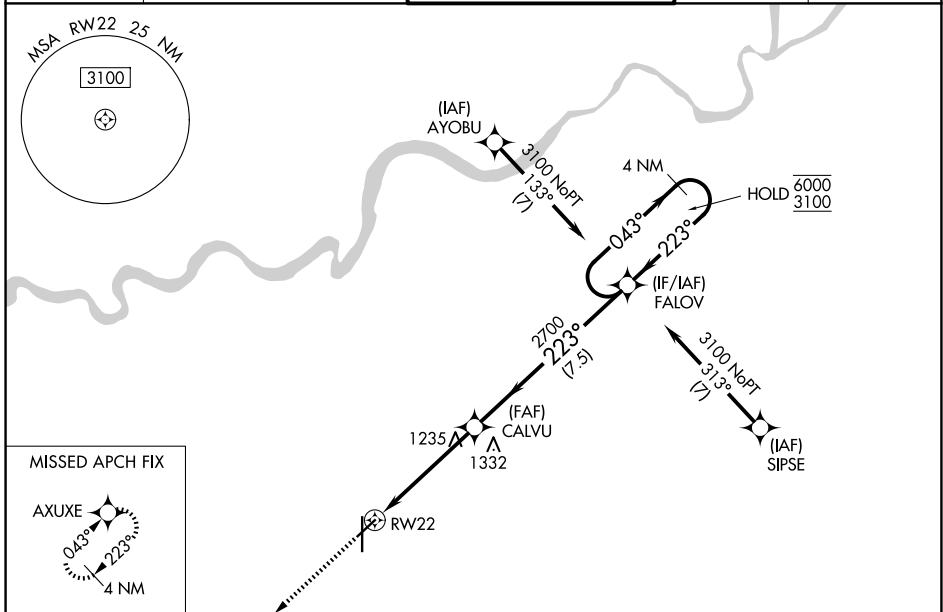 MSA RW22 25 NM
3100
(IAF)
AYOBU
3100 NoPT
133°
(7)
4 NM
HOLD 6000
3100
043°
223°
(IF/IAF)
FALOV
2700
223°
(7.5)
3100 NoPT
313°
(7)
(FAF)
CALVU
1235
1332
(IAF)
SIPSE
RW22
MISSED APCH FIX
AXUXE
043°
223°
4 NM